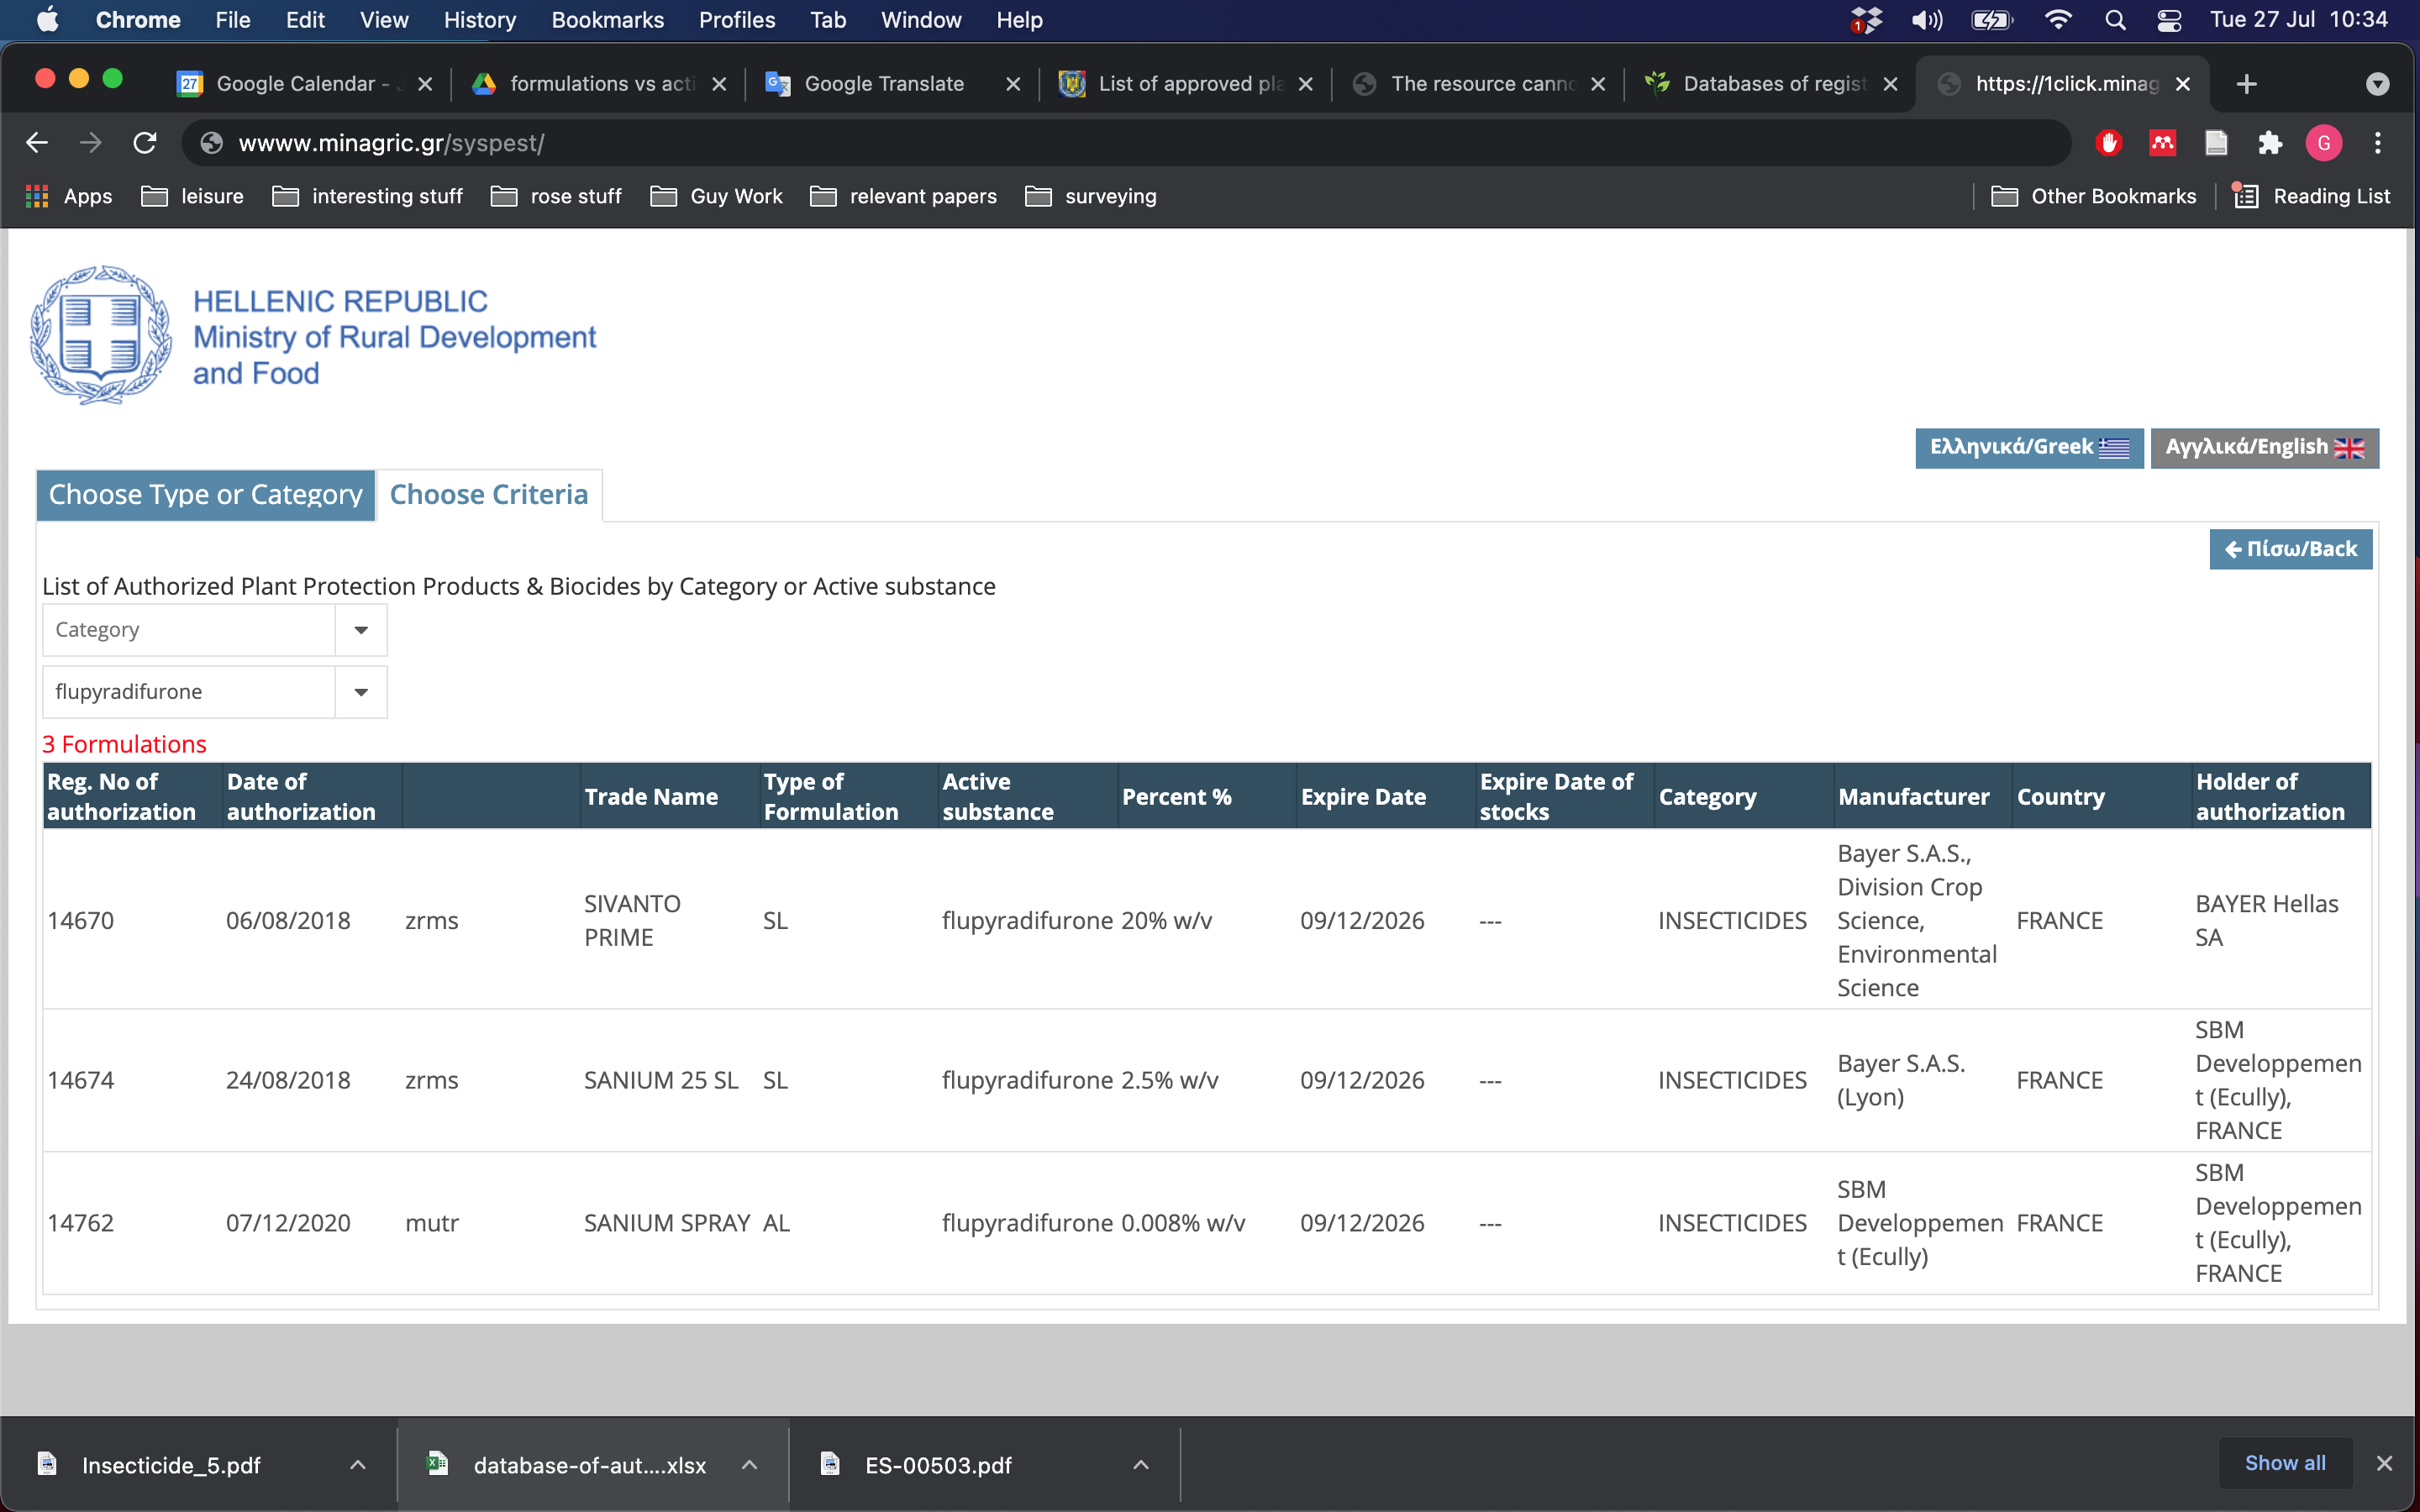 Chrome File Edit View History Bookmarks Profiles Tab Window Help
1
Tue 27 Jul 10:34
27 Google Calendar -
formulations vs acti
Google Translate
List of approved pla
The resource canno
Databases of regist
https://1click.minag
wwww.minagric.gr/syspest/
G
Apps leisure interesting stuff rose stuff Guy Work relevant papers surveying Other Bookmarks Reading List
HELLENIC REPUBLIC
Ministry of Rural Development
and Food
Ελληνικά/Greek Αγγλικά/English
Choose Type or Category Choose Criteria
Πίσω/Back
List of Authorized Plant Protection Products & Biocides by Category or Active substance
Category
flupyradifurone
3 Formulations
Reg. No of authorization Date of authorization Trade Name Type of Formulation Active substance Percent % Expire Date Expire Date of stocks Category Manufacturer Country Holder of authorization
14670 06/08/2018 zrms SIVANTO PRIME SL flupyradifurone 20% w/v 09/12/2026 --- INSECTICIDES Bayer S.A.S., Division Crop Science, Environmental Science FRANCE BAYER Hellas SA
14674 24/08/2018 zrms SANIUM 25 SL SL flupyradifurone 2.5% w/v 09/12/2026 --- INSECTICIDES Bayer S.A.S. (Lyon) FRANCE SBM Developpement (Ecully), FRANCE
14762 07/12/2020 mutr SANIUM SPRAY AL flupyradifurone 0.008% w/v 09/12/2026 --- INSECTICIDES SBM Developpement (Ecully) FRANCE SBM Developpement (Ecully), FRANCE
Insecticide_5.pdf database-of-aut....xlsx ES-00503.pdf Show all